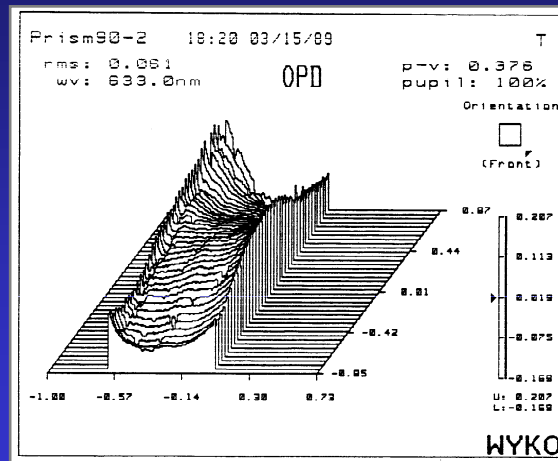 Prism90-2 18:20 03/15/89 T
rms: 0.061 OPD p-v: 0.376
wv: 633.0nm pupil: 100%
Orientation
(Front)
0.87
0.44
0.01
-0.42
-0.85
-1.00 -0.57 -0.14 0.30 0.73
0.207
0.113
0.019
-0.075
-0.169
U: 0.207
L:-0.169
WYKO